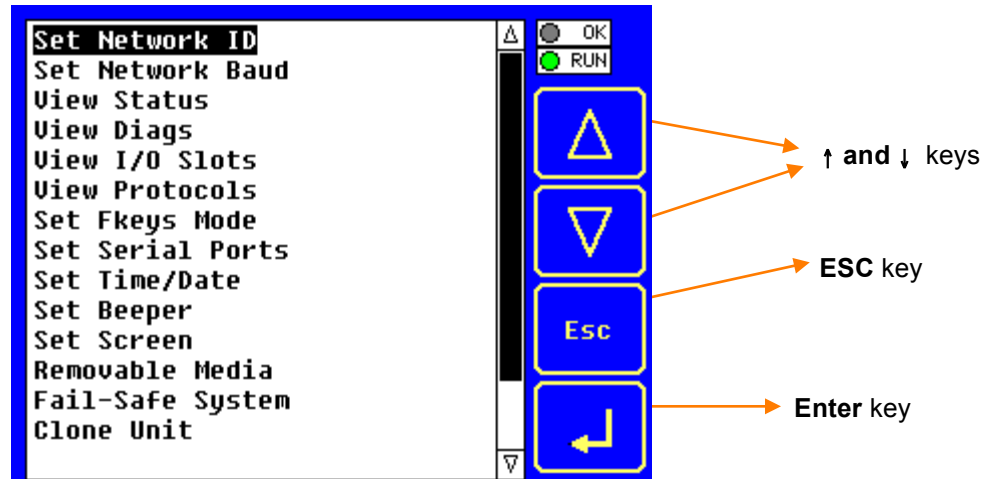 Set Network ID
Set Network Baud
View Status
View Diags
View I/O Slots
View Protocols
Set Fkeys Mode
Set Serial Ports
Set Time/Date
Set Beeper
Set Screen
Removable Media
Fail-Safe System
Clone Unit
OK
RUN
Esc
↑ and ↓ keys
ESC key
Enter key